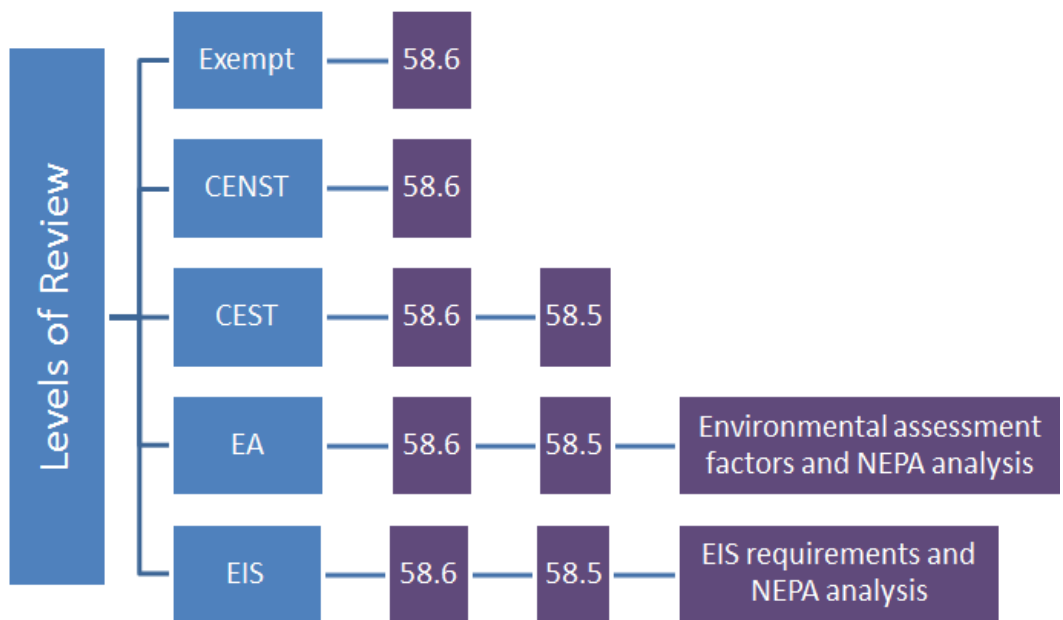 Levels of Review
Exempt
58.6
CENST
58.6
CEST
58.6
58.5
EA
58.6
58.5
Environmental assessment
factors and NEPA analysis
EIS
58.6
58.5
EIS requirements and
NEPA analysis